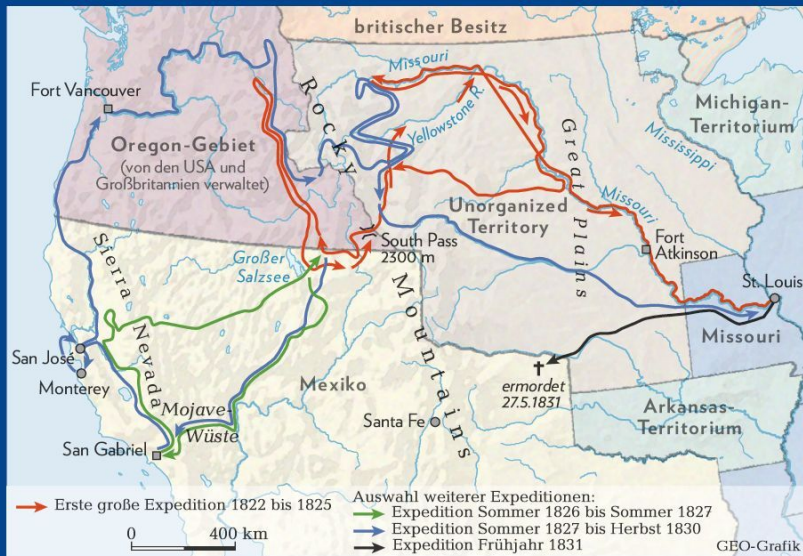 britischer Besitz
Missouri
Fort Vancouver
Rocky
Mountains
Yellowstone R.
Great Plains
Michigan-
Territorium
Mississippi
Oregon-Gebiet
(von den USA und
Großbritannien verwaltet)
Missouri
Unorganized
Territory
South Pass
2300 m
Fort
Atkinson
Großer
Salzsee
St. Louis
Sierra Nevada
Missouri
San José
Monterey
Mexiko
ermordet
27.5.1831
Mojave-
Wüste
Santa Fe
Arkansas-
Territorium
San Gabriel
Erste große Expedition 1822 bis 1825
0 400 km
Auswahl weiterer Expeditionen:
Expedition Sommer 1826 bis Sommer 1827
Expedition Sommer 1827 bis Herbst 1830
Expedition Frühjahr 1831
GEO-Grafik